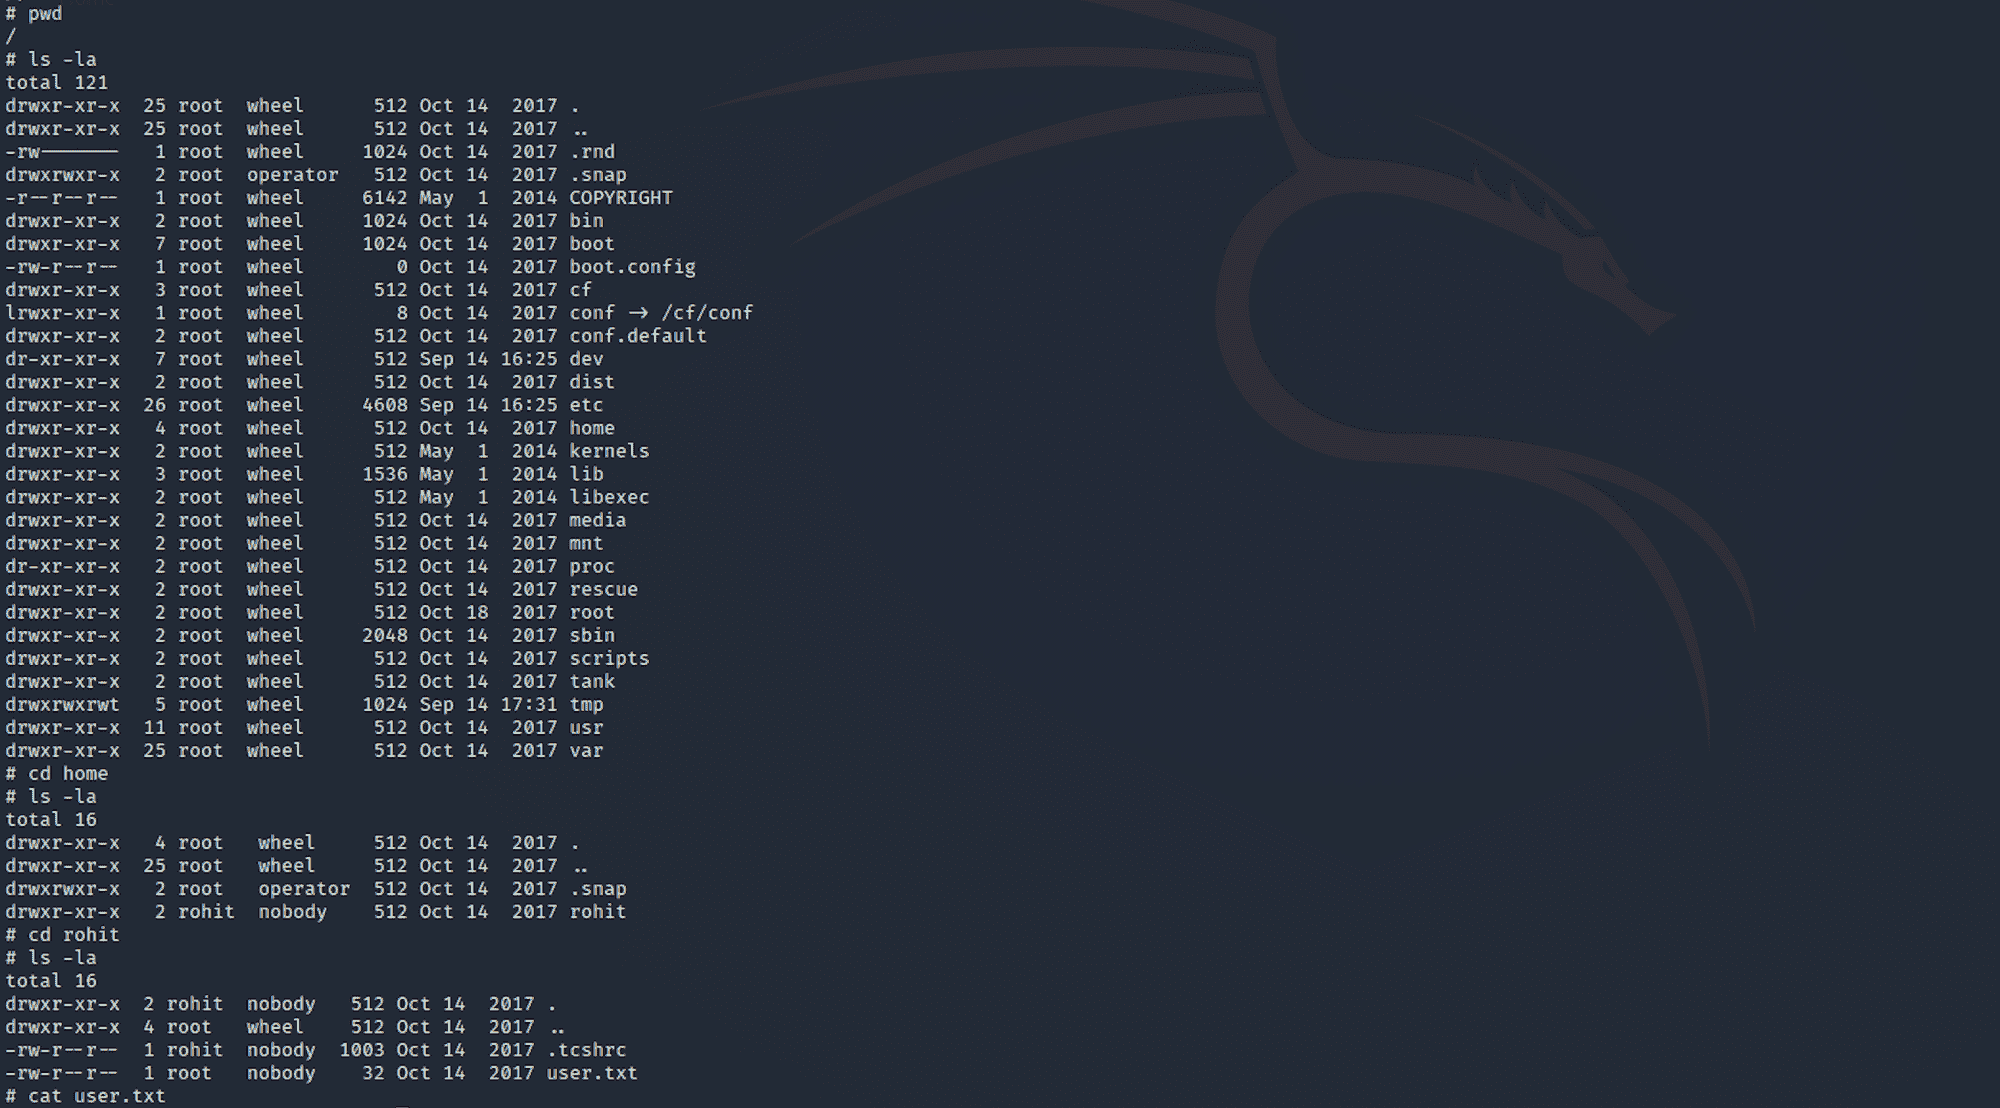 # pwd
/
# ls -la
total 121
drwxr-xr-x  25 root  wheel      512 Oct 14  2017 .
drwxr-xr-x  25 root  wheel      512 Oct 14  2017 ..
-rw-------   1 root  wheel     1024 Oct 14  2017 .rnd
drwxrwxr-x   2 root  operator   512 Oct 14  2017 .snap
-r--r--r--   1 root  wheel     6142 May  1  2014 COPYRIGHT
drwxr-xr-x   2 root  wheel     1024 Oct 14  2017 bin
drwxr-xr-x   7 root  wheel     1024 Oct 14  2017 boot
-rw-r--r--   1 root  wheel        0 Oct 14  2017 boot.config
drwxr-xr-x   3 root  wheel      512 Oct 14  2017 cf
lrwxr-xr-x   1 root  wheel        8 Oct 14  2017 conf -> /cf/conf
drwxr-xr-x   2 root  wheel      512 Oct 14  2017 conf.default
dr-xr-xr-x   7 root  wheel      512 Sep 14 16:25 dev
drwxr-xr-x   2 root  wheel      512 Oct 14  2017 dist
drwxr-xr-x  26 root  wheel     4608 Sep 14 16:25 etc
drwxr-xr-x   4 root  wheel      512 Oct 14  2017 home
drwxr-xr-x   2 root  wheel      512 May  1  2014 kernels
drwxr-xr-x   3 root  wheel     1536 May  1  2014 lib
drwxr-xr-x   2 root  wheel      512 May  1  2014 libexec
drwxr-xr-x   2 root  wheel      512 Oct 14  2017 media
drwxr-xr-x   2 root  wheel      512 Oct 14  2017 mnt
dr-xr-xr-x   2 root  wheel      512 Oct 14  2017 proc
drwxr-xr-x   2 root  wheel      512 Oct 14  2017 rescue
drwxr-xr-x   2 root  wheel      512 Oct 18  2017 root
drwxr-xr-x   2 root  wheel     2048 Oct 14  2017 sbin
drwxr-xr-x   2 root  wheel      512 Oct 14  2017 scripts
drwxr-xr-x   2 root  wheel      512 Oct 14  2017 tank
drwxrwxrwt   5 root  wheel     1024 Sep 14 17:31 tmp
drwxr-xr-x  11 root  wheel      512 Oct 14  2017 usr
drwxr-xr-x  25 root  wheel      512 Oct 14  2017 var
# cd home
# ls -la
total 16
drwxr-xr-x   4 root   wheel     512 Oct 14  2017 .
drwxr-xr-x  25 root   wheel     512 Oct 14  2017 ..
drwxrwxr-x   2 root   operator  512 Oct 14  2017 .snap
drwxr-xr-x   2 rohit  nobody    512 Oct 14  2017 rohit
# cd rohit
# ls -la
total 16
drwxr-xr-x  2 rohit  nobody   512 Oct 14  2017 .
drwxr-xr-x  4 root   wheel    512 Oct 14  2017 ..
-rw-r--r--  1 rohit  nobody  1003 Oct 14  2017 .tcshrc
-rw-r--r--  1 root   nobody    32 Oct 14  2017 user.txt
# cat user.txt